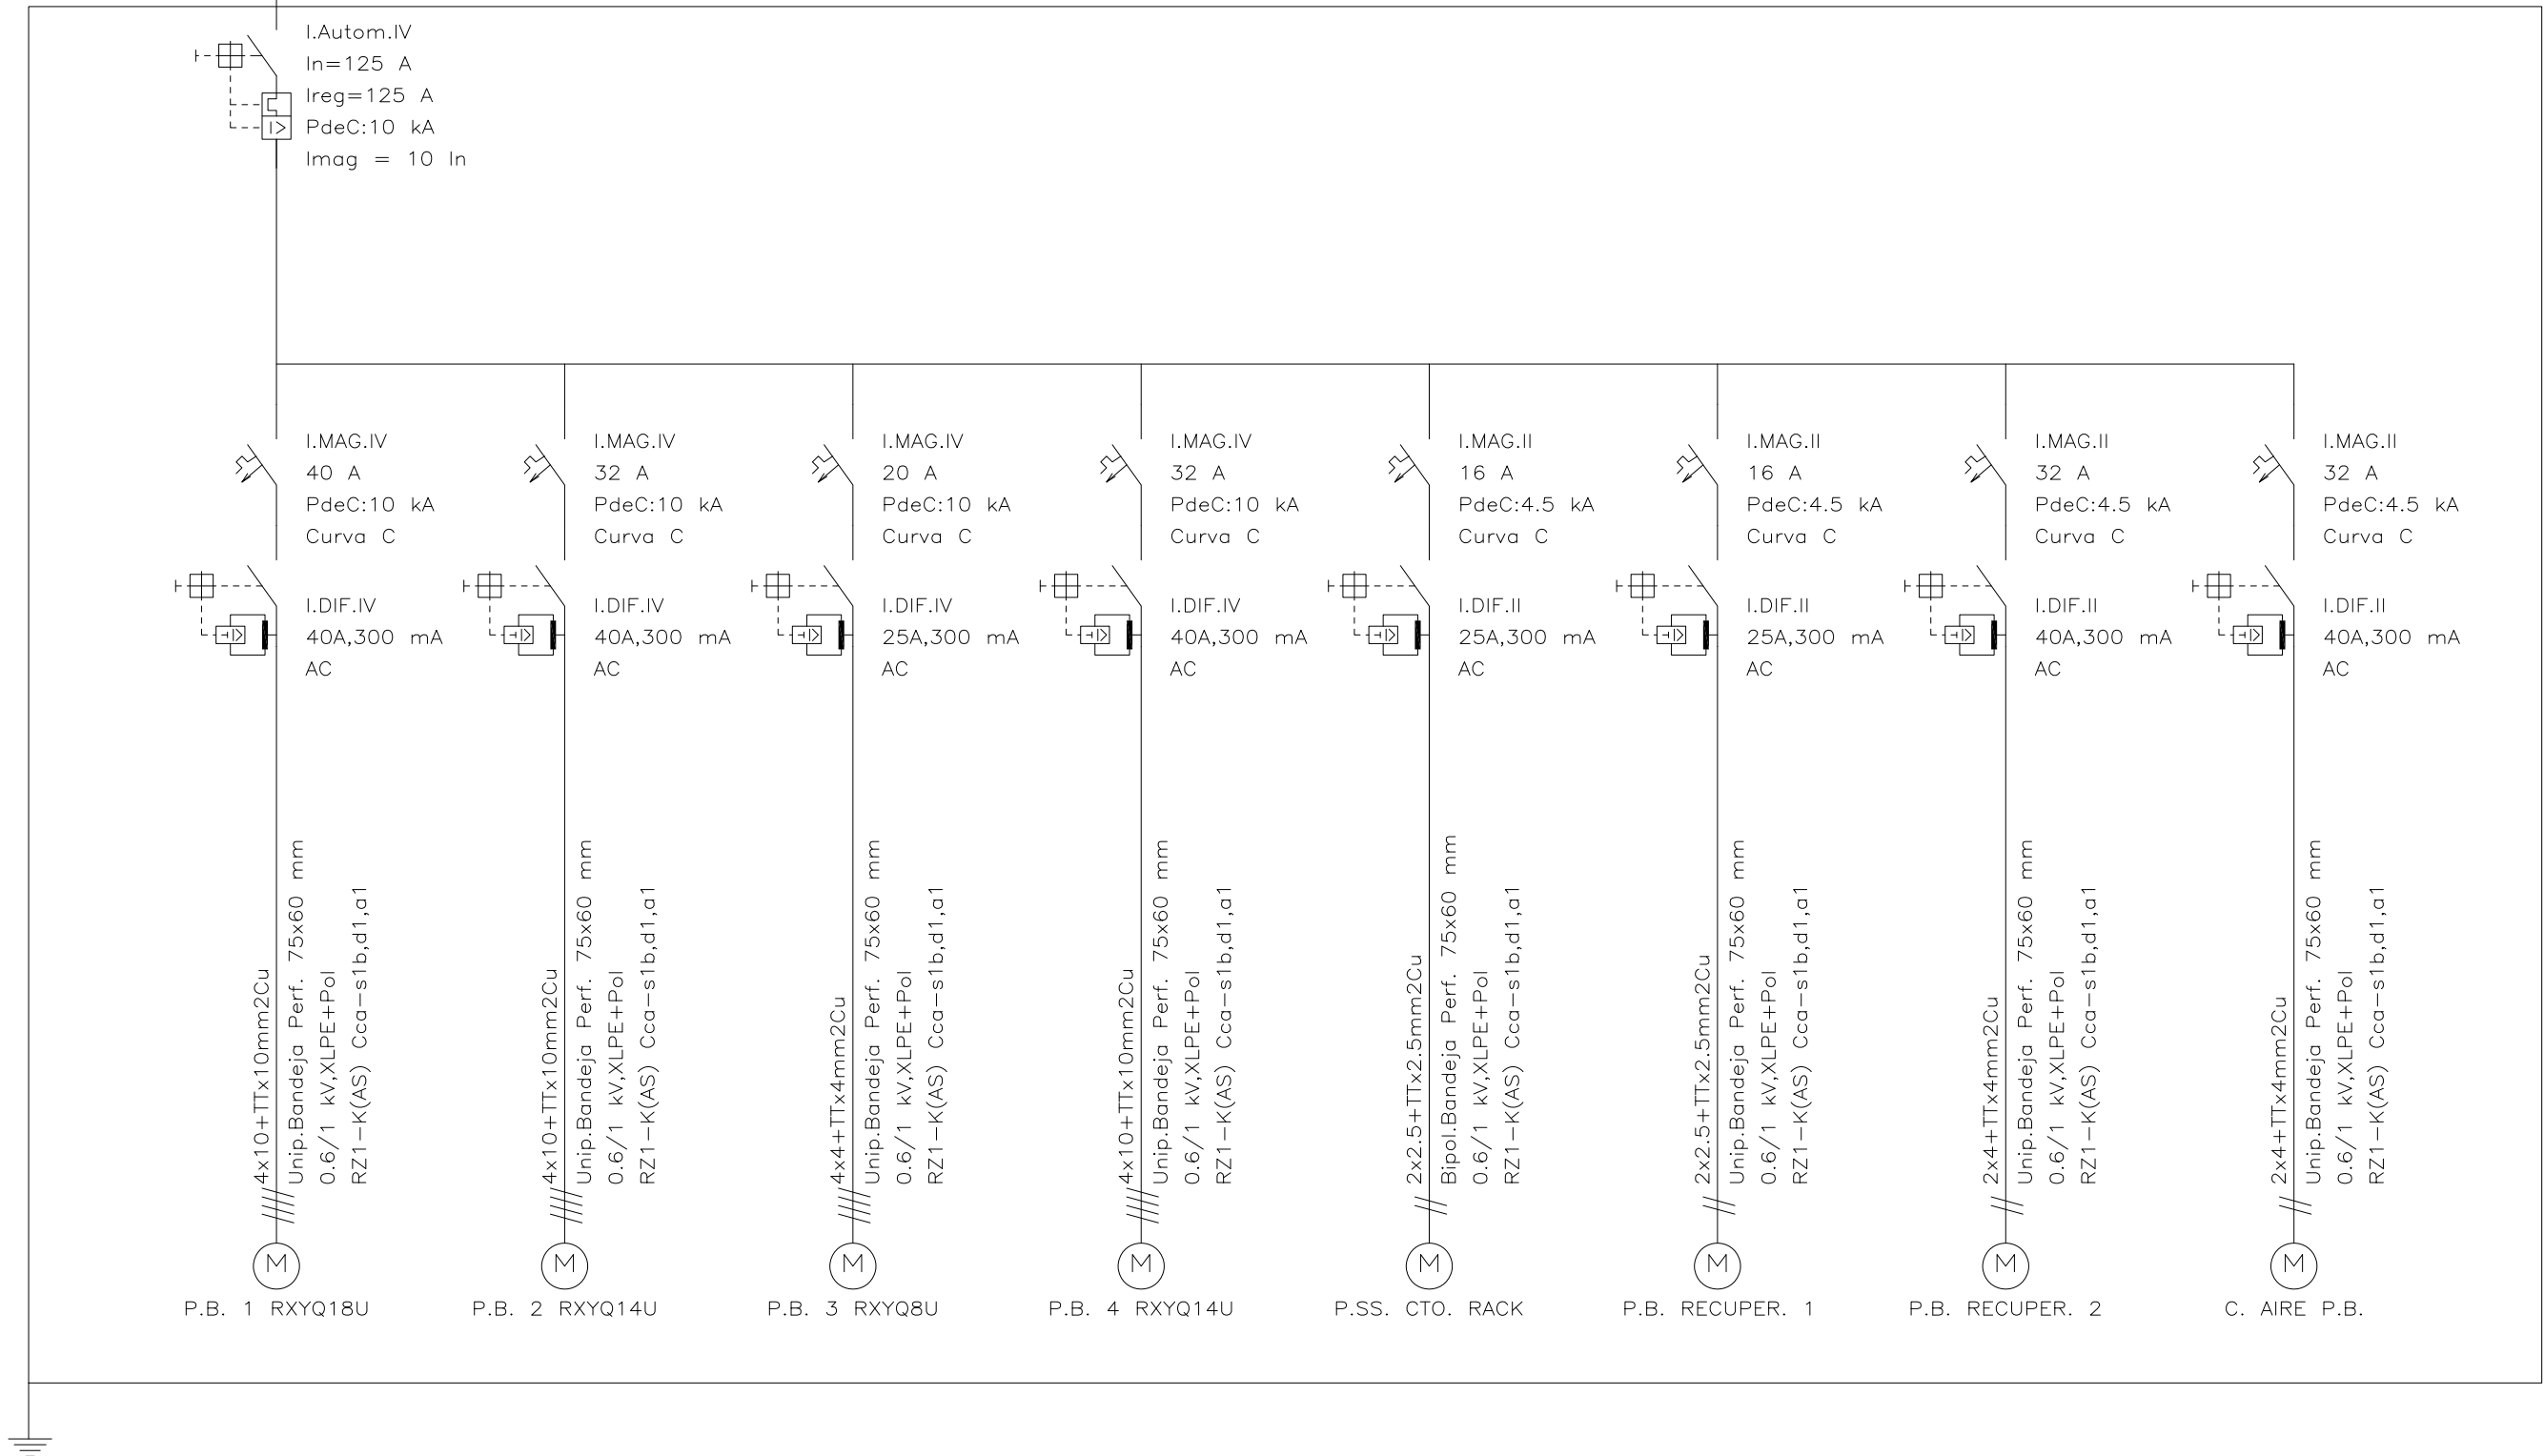 I.Autom.IV
In=125 A
Ireg=125 A
PdeC:10 kA
Imag = 10 In
I.MAG.IV
40 A
PdeC:10 kA
Curva C
I.DIF.IV
40A,300 mA
AC
4x10+TTx10mm2Cu
Unip.Bandeja Perf. 75x60 mm
0.6/1 kV,XLPE+Pol
RZ1-K(AS) Cca-s1b,d1,a1
M
P.B. 1 RXYQ18U
I.MAG.IV
32 A
PdeC:10 kA
Curva C
I.DIF.IV
40A,300 mA
AC
4x10+TTx10mm2Cu
Unip.Bandeja Perf. 75x60 mm
0.6/1 kV,XLPE+Pol
RZ1-K(AS) Cca-s1b,d1,a1
M
P.B. 2 RXYQ14U
I.MAG.IV
20 A
PdeC:10 kA
Curva C
I.DIF.IV
25A,300 mA
AC
4x4+TTx4mm2Cu
Unip.Bandeja Perf. 75x60 mm
0.6/1 kV,XLPE+Pol
RZ1-K(AS) Cca-s1b,d1,a1
M
P.B. 3 RXYQ8U
I.MAG.IV
32 A
PdeC:10 kA
Curva C
I.DIF.IV
40A,300 mA
AC
4x10+TTx10mm2Cu
Unip.Bandeja Perf. 75x60 mm
0.6/1 kV,XLPE+Pol
RZ1-K(AS) Cca-s1b,d1,a1
M
P.B. 4 RXYQ14U
I.MAG.II
16 A
PdeC:4.5 kA
Curva C
I.DIF.II
25A,300 mA
AC
2x2.5+TTx2.5mm2Cu
Bipol.Bandeja Perf. 75x60 mm
0.6/1 kV,XLPE+Pol
RZ1-K(AS) Cca-s1b,d1,a1
M
P.SS. CTO. RACK
I.MAG.II
16 A
PdeC:4.5 kA
Curva C
I.DIF.II
25A,300 mA
AC
2x2.5+TTx2.5mm2Cu
Unip.Bandeja Perf. 75x60 mm
0.6/1 kV,XLPE+Pol
RZ1-K(AS) Cca-s1b,d1,a1
M
P.B. RECUPER. 1
I.MAG.II
32 A
PdeC:4.5 kA
Curva C
I.DIF.II
40A,300 mA
AC
2x4+TTx4mm2Cu
Unip.Bandeja Perf. 75x60 mm
0.6/1 kV,XLPE+Pol
RZ1-K(AS) Cca-s1b,d1,a1
M
P.B. RECUPER. 2
I.MAG.II
32 A
PdeC:4.5 kA
Curva C
I.DIF.II
40A,300 mA
AC
2x4+TTx4mm2Cu
Unip.Bandeja Perf. 75x60 mm
0.6/1 kV,XLPE+Pol
RZ1-K(AS) Cca-s1b,d1,a1
M
C. AIRE P.B.